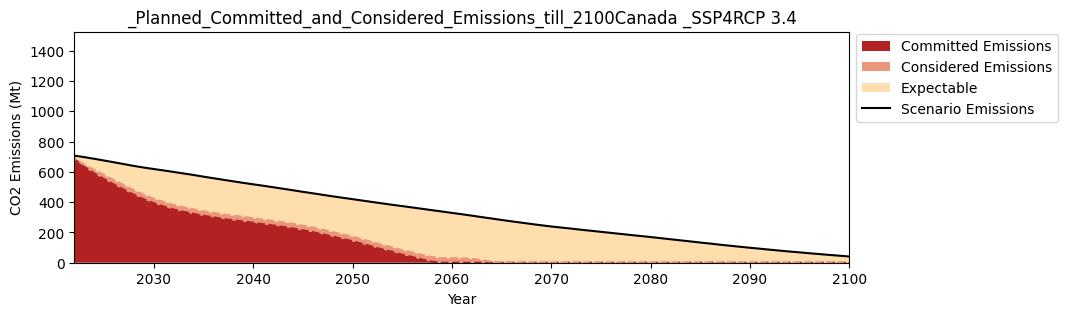 _Planned_Committed_and_Considered_Emissions_till_2100Canada _SSP4RCP 3.4
1400
1200
1000
800
600
400
200
0
CO2 Emissions (Mt)
2030 2040 2050 2060 2070 2080 2090 2100
Year
Committed Emissions
Considered Emissions
Expectable
Scenario Emissions